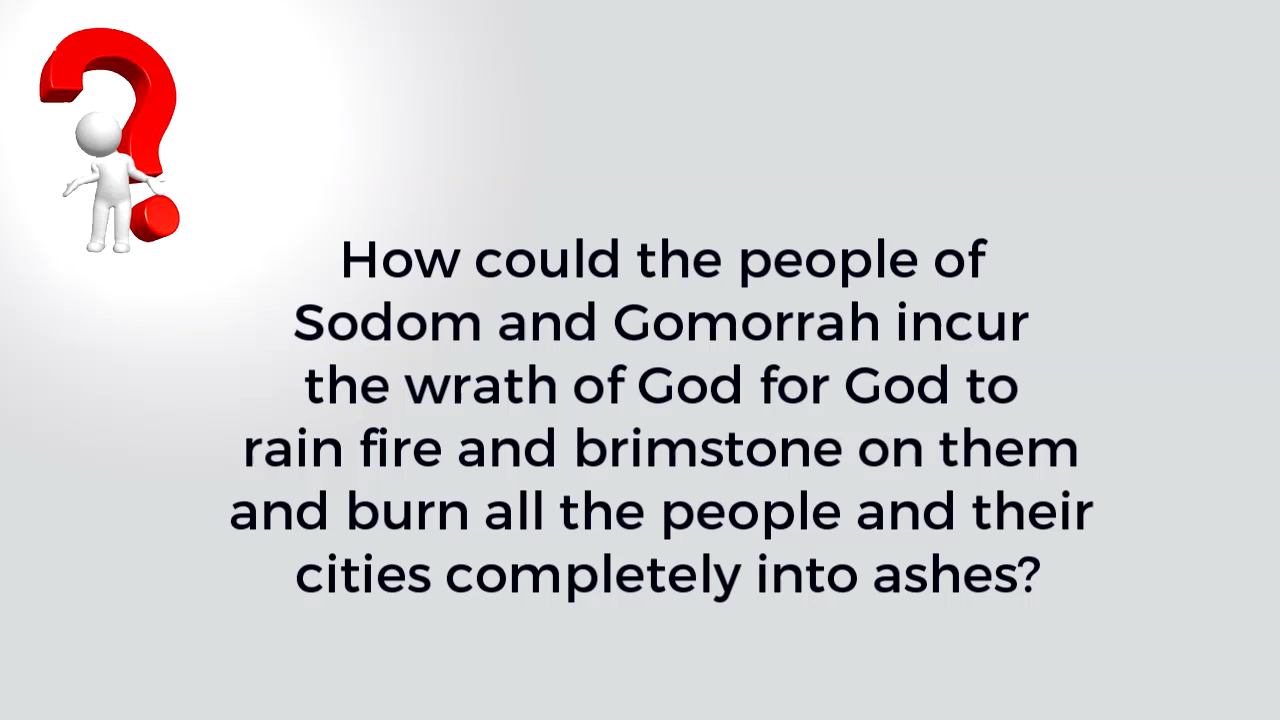 How could the people of
Sodom and Gomorrah incur
the wrath of God for God to
rain fire and brimstone on them
and burn all the people and their
cities completely into ashes?